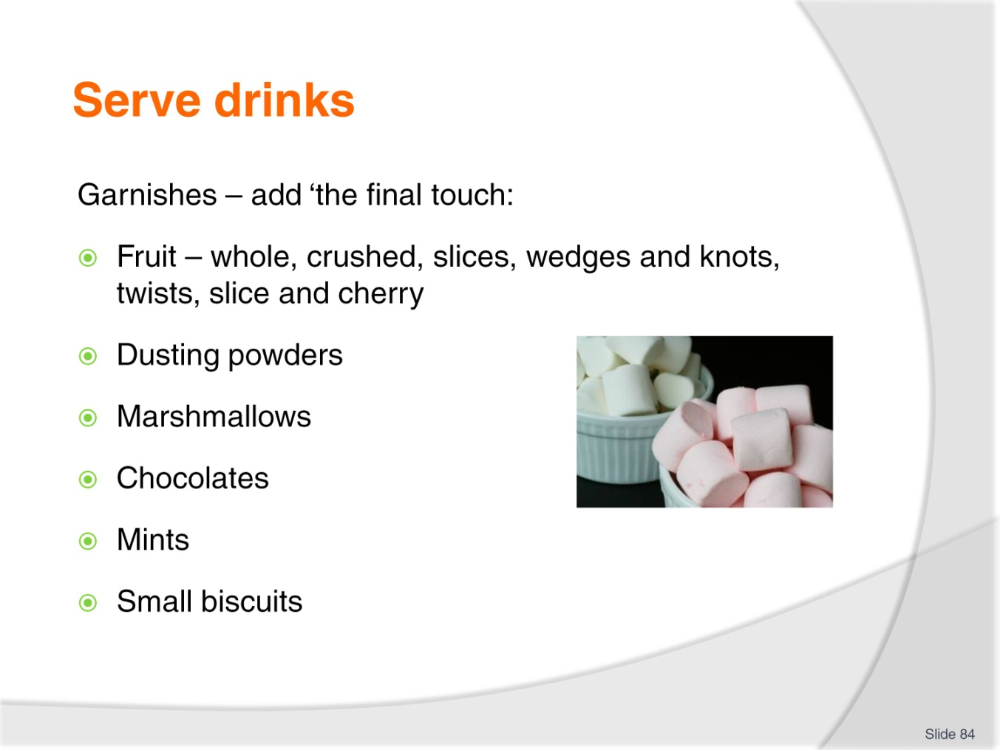 Serve drinks
Garnishes – add ‘the final touch:
Fruit – whole, crushed, slices, wedges and knots,
twists, slice and cherry
Dusting powders
Marshmallows
Chocolates
Mints
Small biscuits
Slide 84